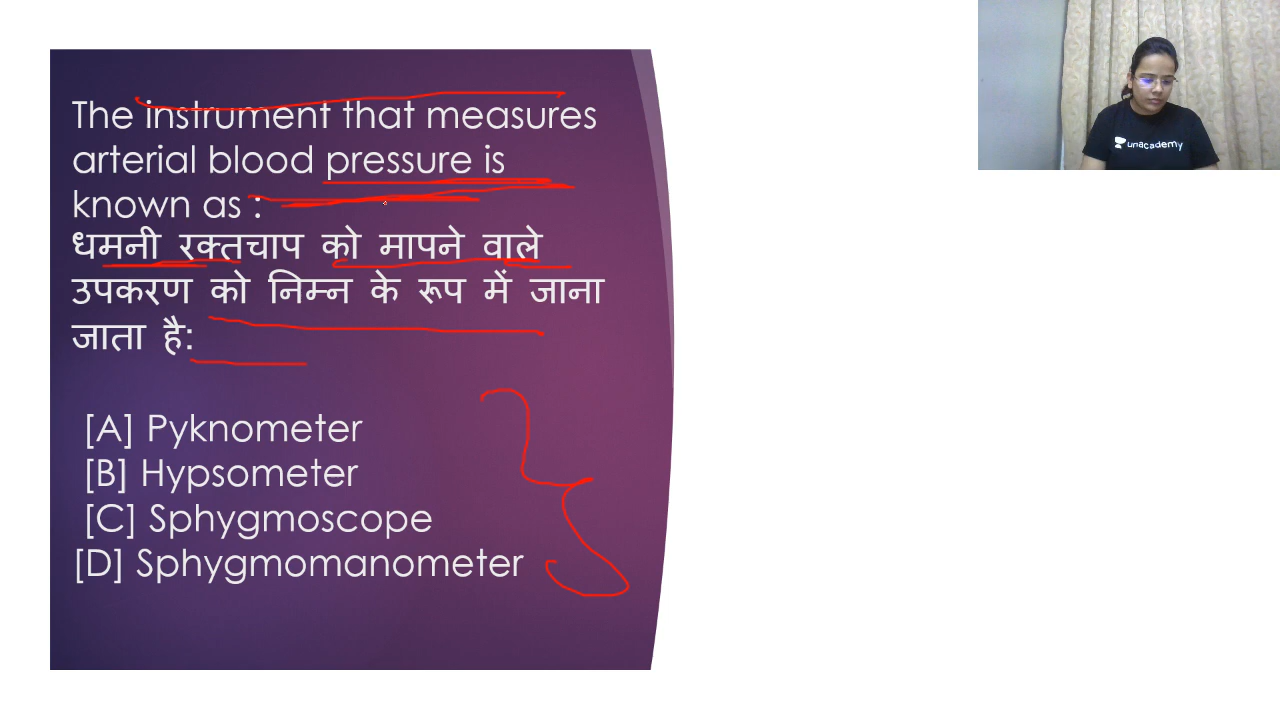 The instrument that measures
arterial blood pressure is
known as :
धमनी रक्तचाप को मापने वाले
उपकरण को निम्न के रूप में जाना
जाता है:
[A] Pyknometer
[B] Hypsometer
[C] Sphygmoscope
[D] Sphygmomanometer
unacademy